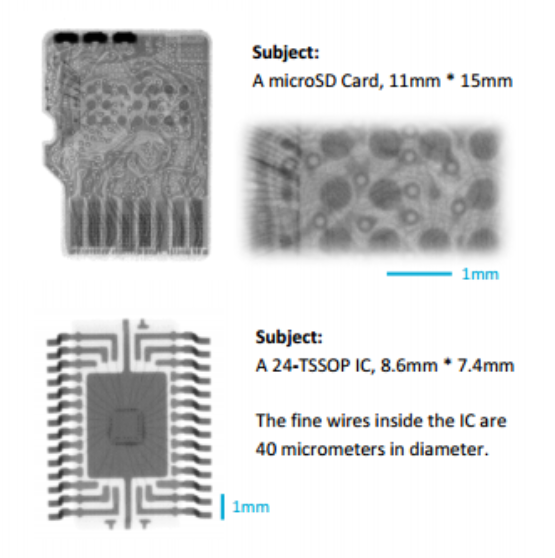 Subject:
A microSD Card, 11mm * 15mm
1mm
Subject:
A 24-TSSOP IC, 8.6mm * 7.4mm
The fine wires inside the IC are
40 micrometers in diameter.
1mm